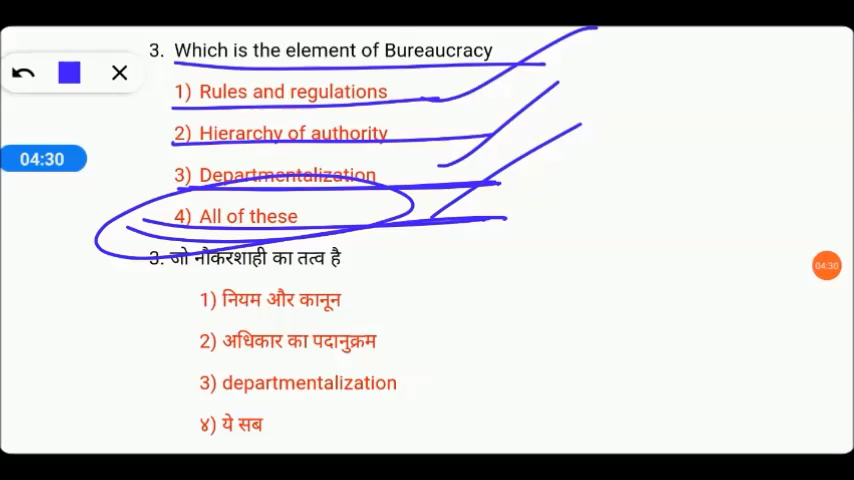 3. Which is the element of Bureaucracy
1) Rules and regulations
2) Hierarchy of authority
04:30
3) Departmentalization
4) All of these
3. जो नौकरशाही का तत्व है
04:30
1) नियम और कानून
2) अधिकार का पदानुक्रम
3) departmentalization
४) ये सब